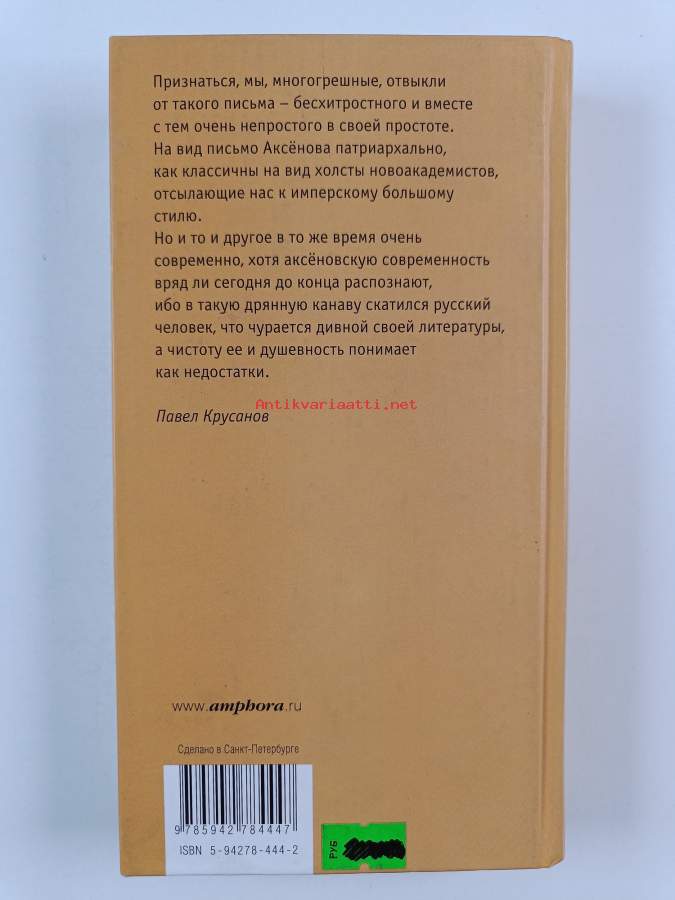 Признаться, мы, многогрешные, отвыкли
от такого письма – бесхитростного и вместе
с тем очень непростого в своей простоте.
На вид письмо Аксёнова патриархально,
как классичны на вид холсты новоакадемистов,
отсылающие нас к имперскому большому
стилю.
Но и то и другое в то же время очень
современно, хотя аксёновскую современность
вряд ли сегодня до конца распознают,
ибо в такую дрянную канаву скатился русский
человек, что чурается дивной своей литературы,
а чистоту ее и душевность понимает
как недостатки.
Antikvariaatti.net
Павел Крусанов
www.amphora.ru
Сделано в Санкт-Петербурге
9 785942 784447
ISBN 5-94278-444-2
РУБ